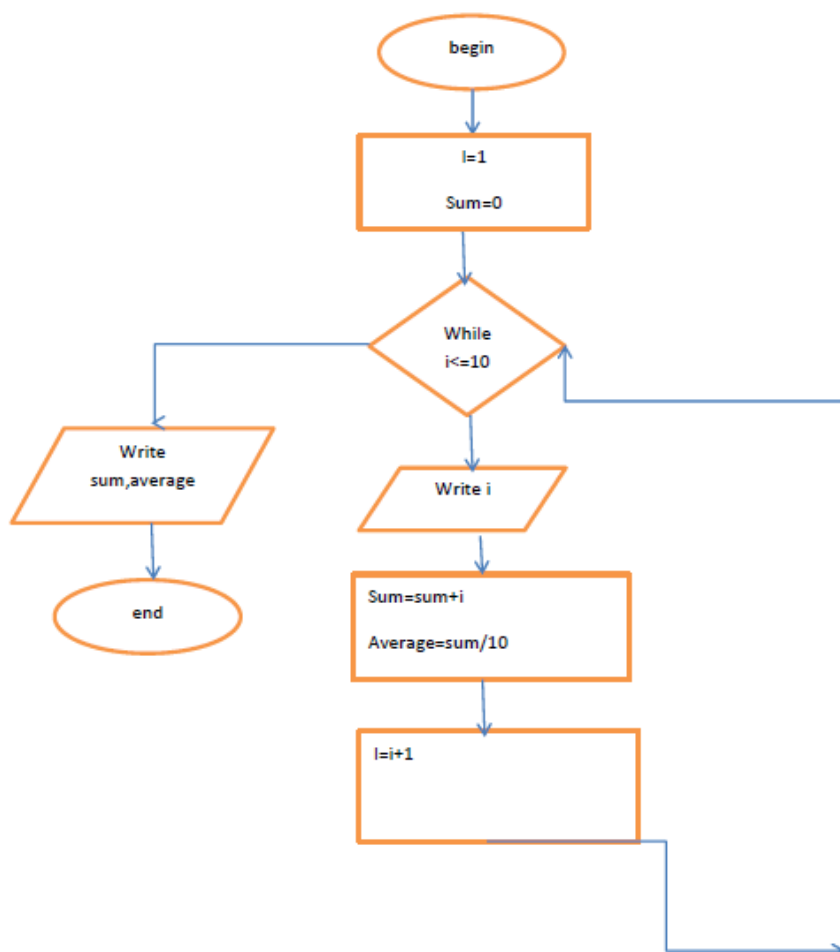 begin
I=1
Sum=0
While
i<=10
Write
sum,average
Write i
end
Sum=sum+i
Average=sum/10
I=i+1